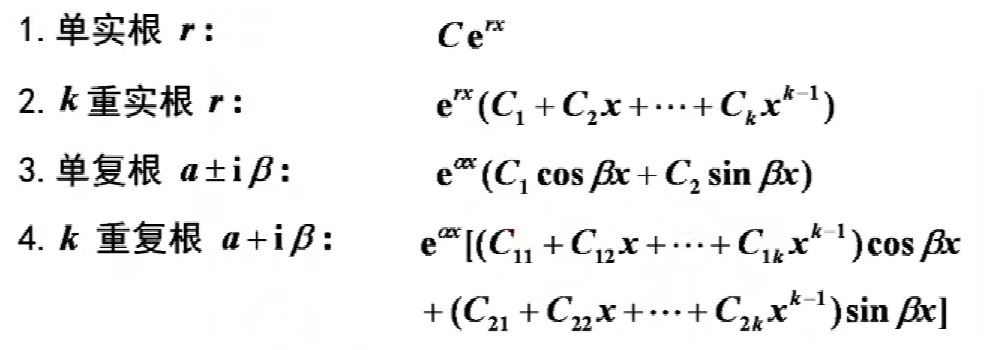 1. 单实根 r: Ce^{rx}
2. k 重实根 r: e^{rx}(C_1 + C_2x + ⋯ + C_kx^{k-1})
3. 单复根 a ± iβ: e^{αx}(C_1 cos βx + C_2 sin βx)
4. k 重复根 a + iβ: e^{αx}[(C_{11} + C_{12}x + ⋯ + C_{1k}x^{k-1})cos βx
+ (C_{21} + C_{22}x + ⋯ + C_{2k}x^{k-1})sin βx]